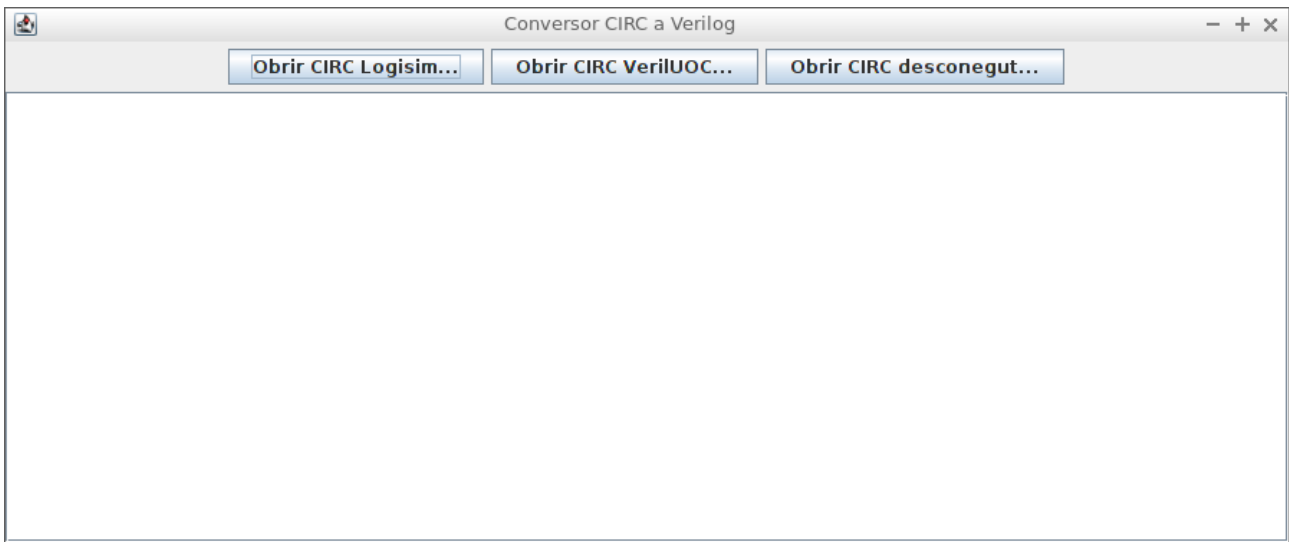 Conversor CIRC a Verilog
Obrir CIRC Logisim... Obrir CIRC VerilUOC... Obrir CIRC desconegut...